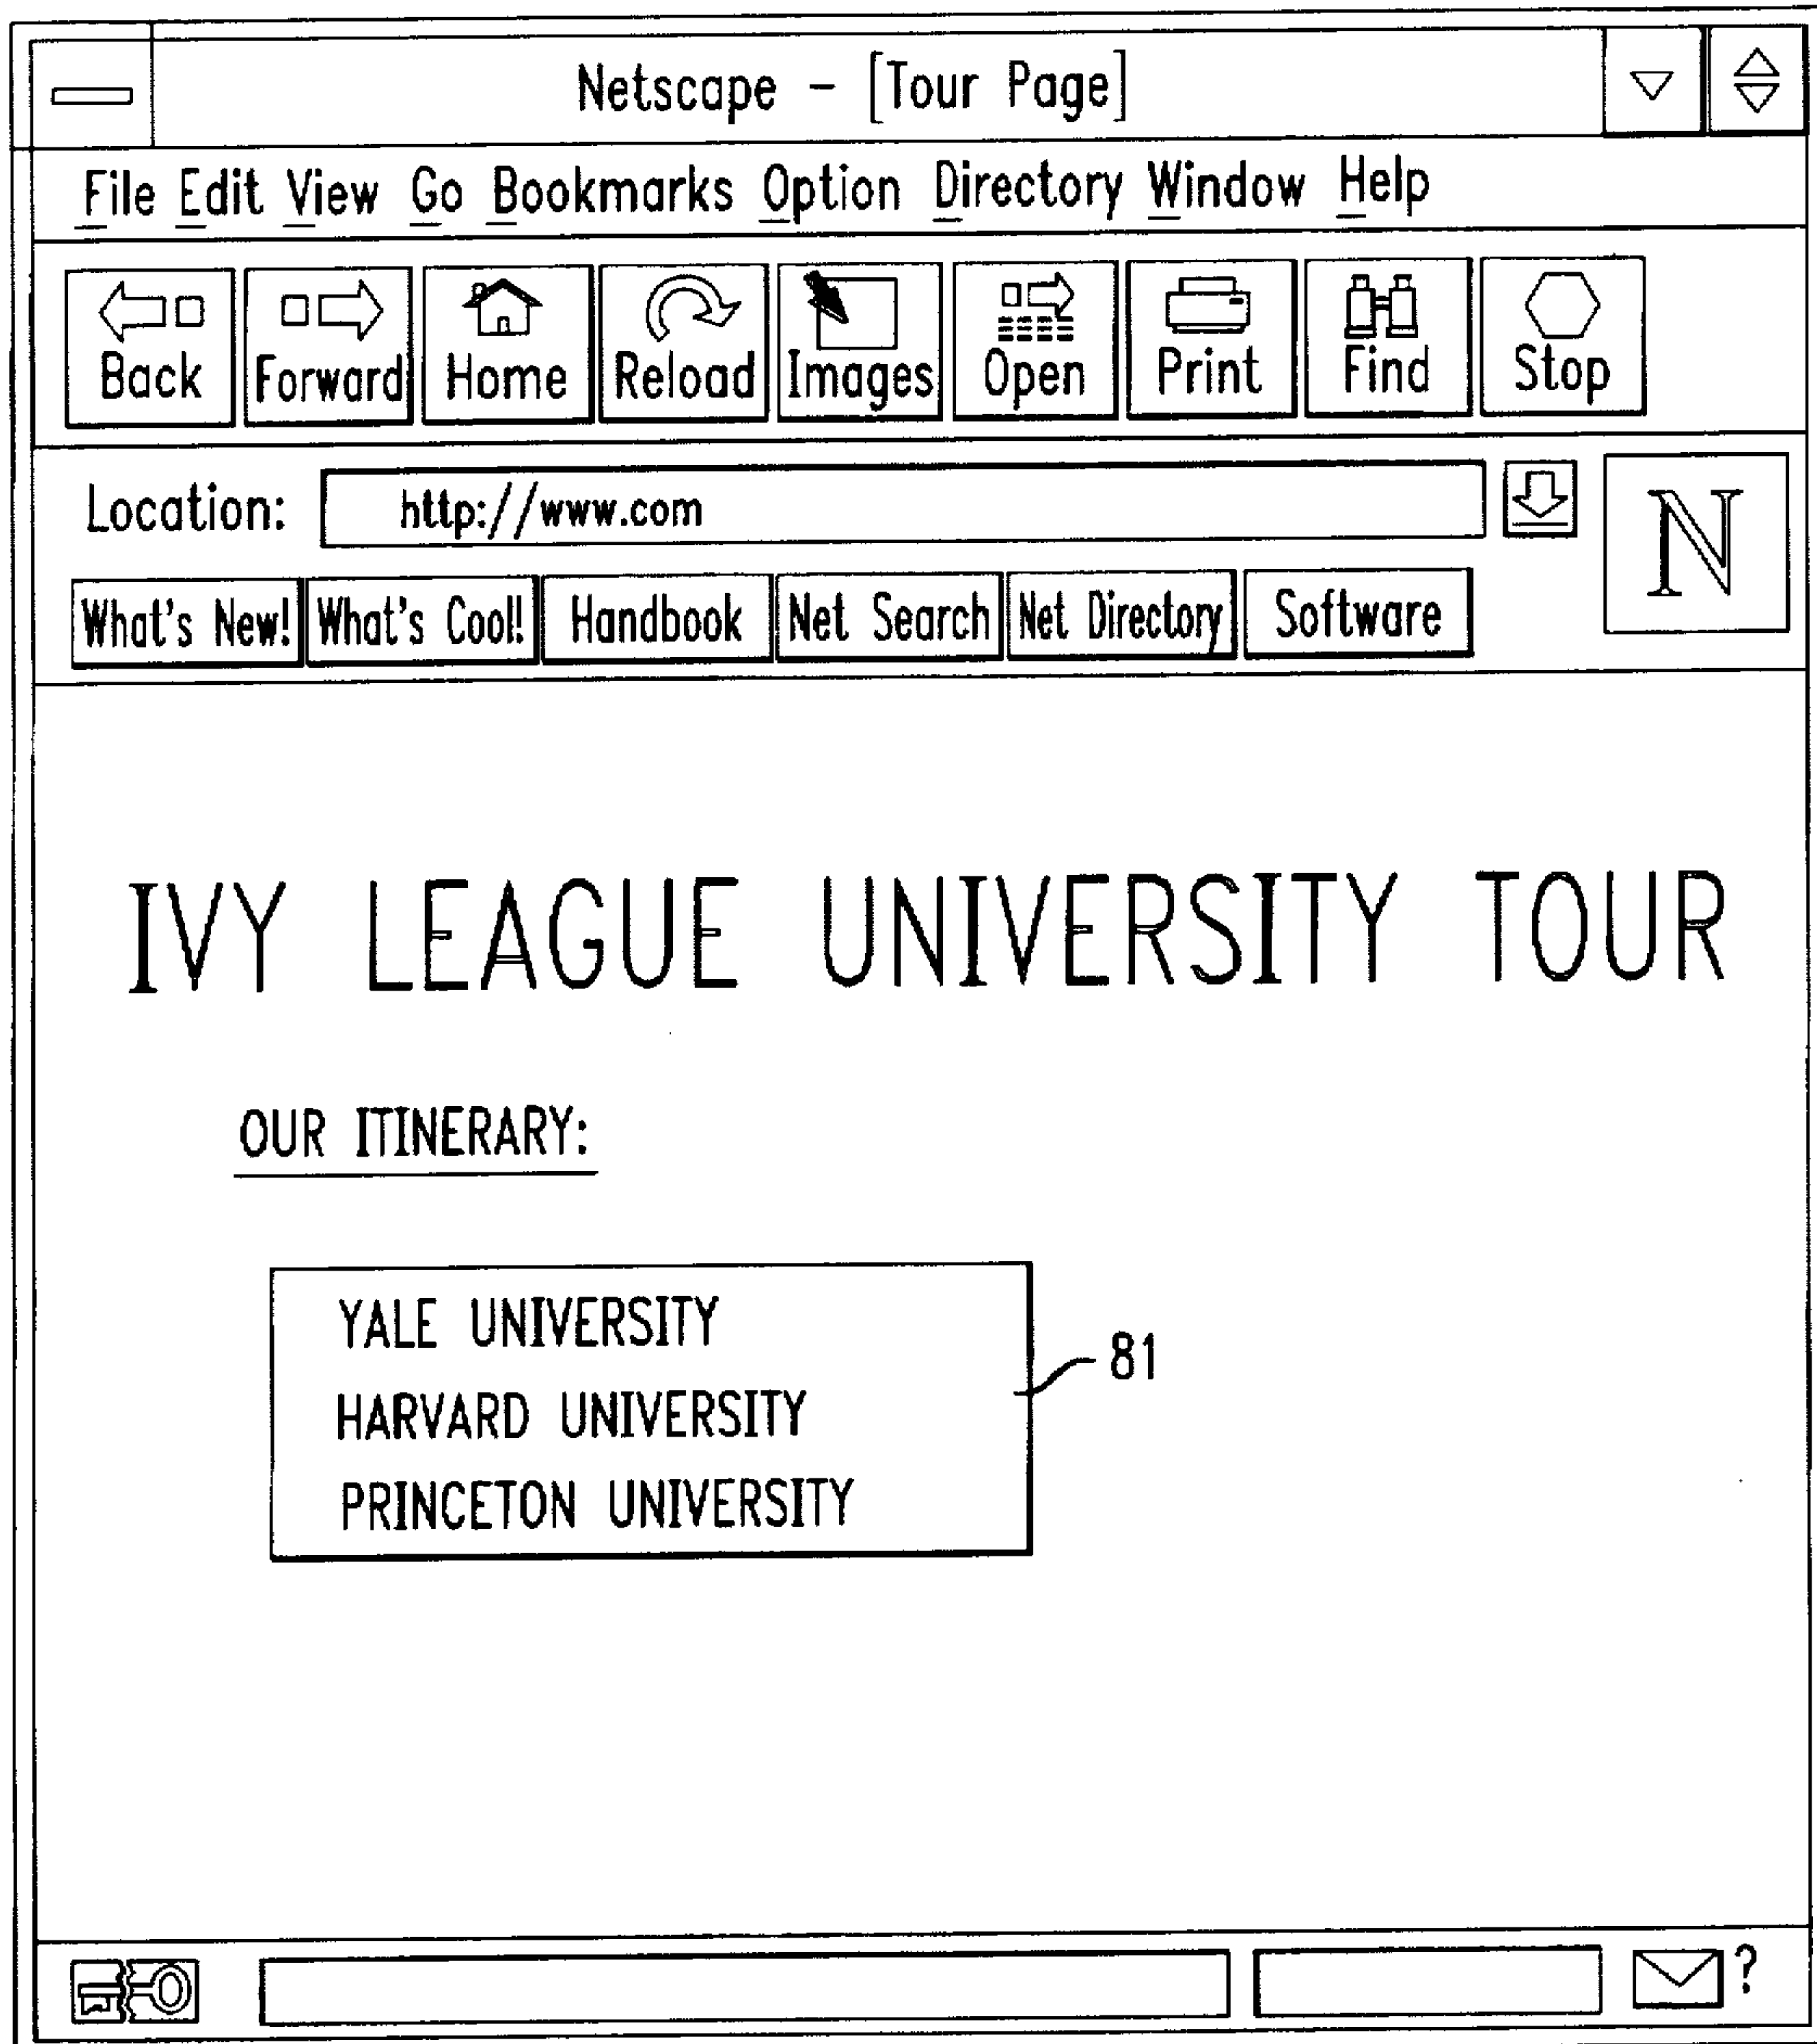 Netscape – [Tour Page]
File Edit View Go Bookmarks Option Directory Window Help
Back Forward Home Reload Images Open Print Find Stop
Location: http://www.com
N
What's New! What's Cool! Handbook Net Search Net Directory Software
IVY LEAGUE UNIVERSITY TOUR
OUR ITINERARY:
YALE UNIVERSITY
HARVARD UNIVERSITY
PRINCETON UNIVERSITY
81
?